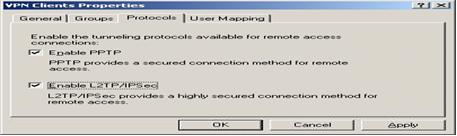 VPN Clients Properties
General Groups Protocols User Mapping
Enable the tunneling protocols available for remote access
connections:
Enable PPTP
PPTP provides a secured connection method for remote
access.
Enable L2TP/IPSec
L2TP/IPSec provides a highly secured connection method for
remote access.
OK Cancel Apply